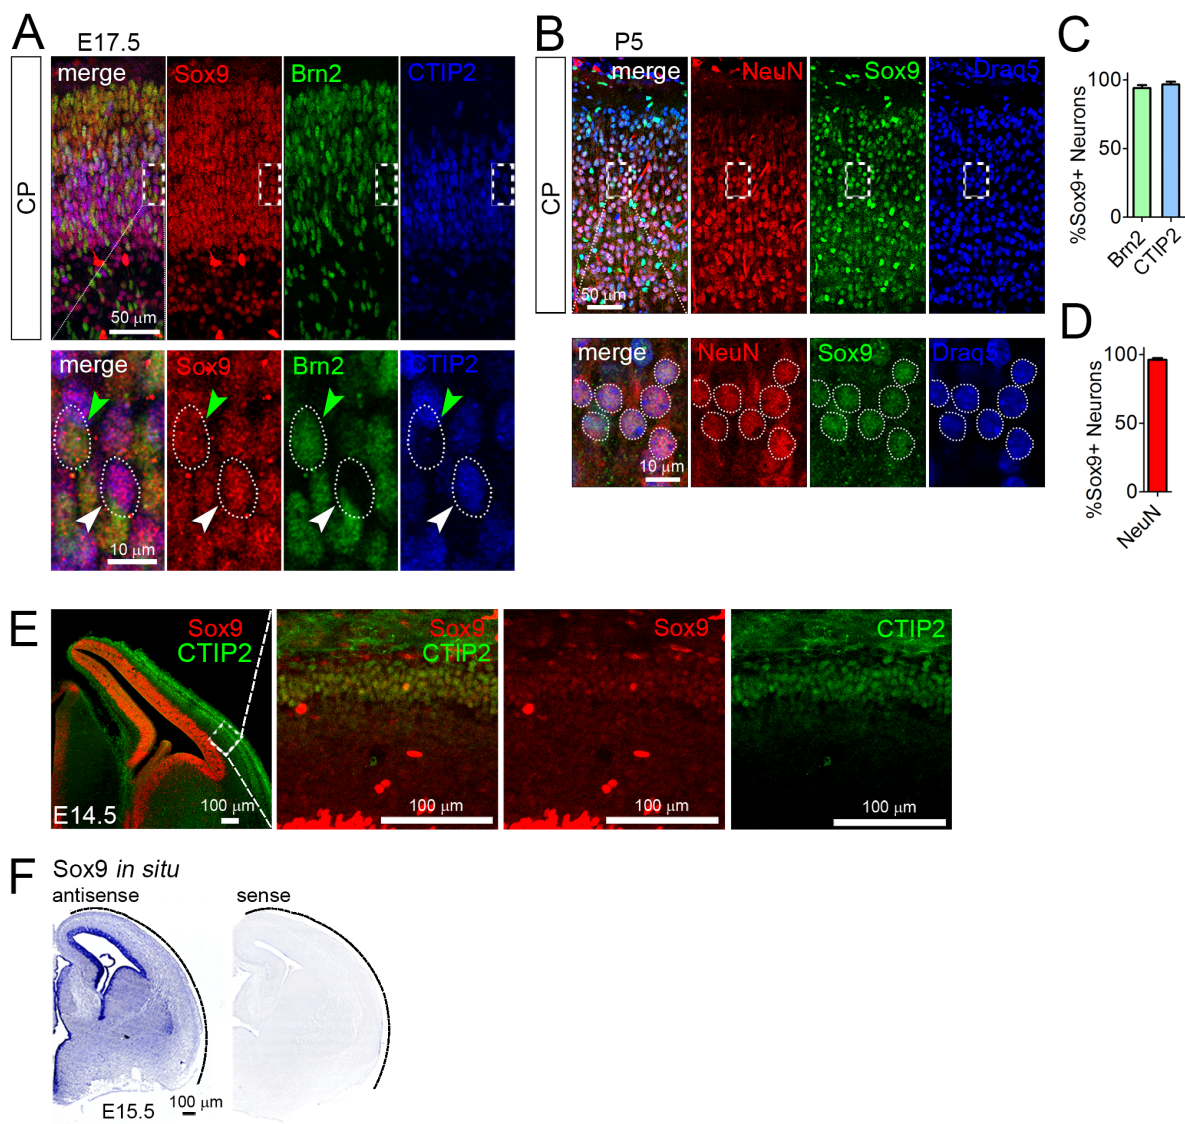 A
E17.5
CP
merge
Sox9
Brn2
CTIP2
50 µm
merge
Sox9
Brn2
CTIP2
10 µm
B
P5
CP
merge
NeuN
Sox9
Draq5
50 µm
merge
NeuN
Sox9
Draq5
10 µm
C
%Sox9+ Neurons
100
50
0
Brn2
CTIP2
D
%Sox9+ Neurons
100
50
0
NeuN
E
Sox9
CTIP2
E14.5
100 µm
Sox9
CTIP2
100 µm
Sox9
100 µm
CTIP2
100 µm
F
Sox9 in situ
antisense
sense
E15.5
100 µm